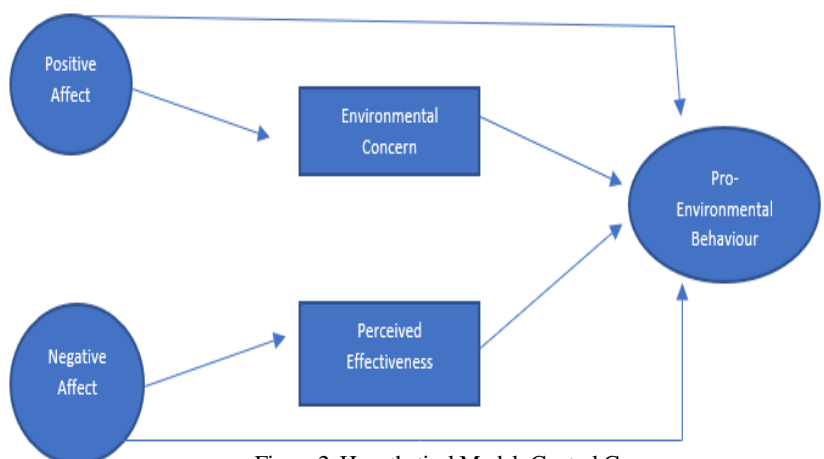 Positive
Affect
Environmental
Concern
Pro-
Environmental
Behaviour
Negative
Affect
Perceived
Effectiveness